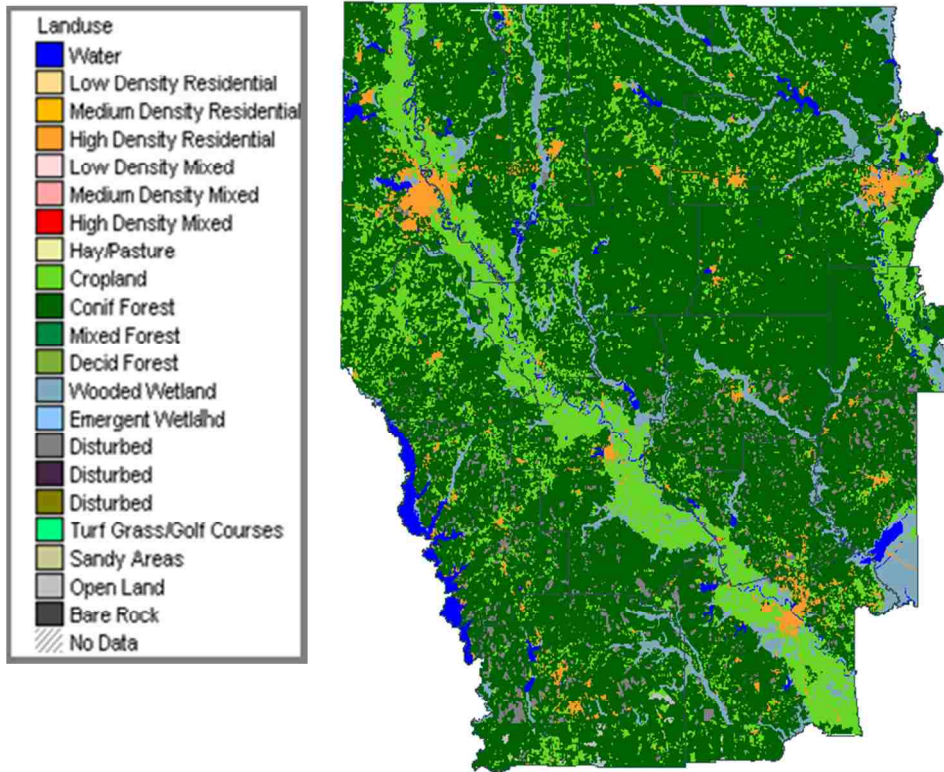 Landuse
Water
Low Density Residential
Medium Density Residential
High Density Residential
Low Density Mixed
Medium Density Mixed
High Density Mixed
Hay/Pasture
Cropland
Conif Forest
Mixed Forest
Decid Forest
Wooded Wetland
Emergent Wetlahd
Disturbed
Disturbed
Disturbed
Turf Grass/Golf Courses
Sandy Areas
Open Land
Bare Rock
No Data